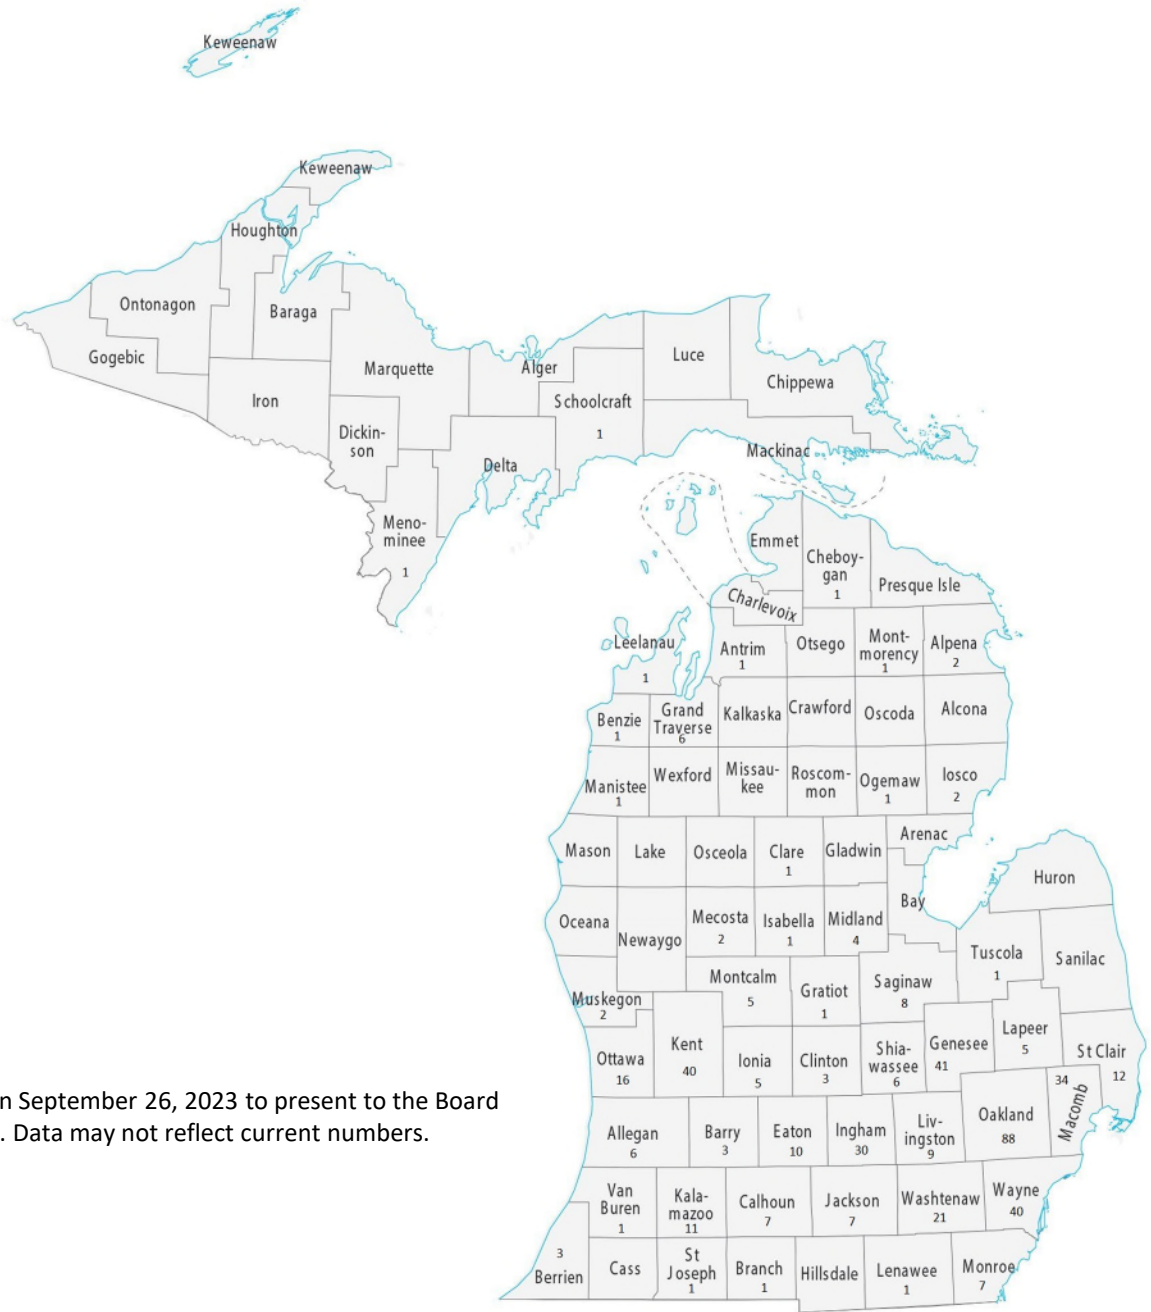 Keweenaw
Keweenaw
Houghton
Ontonagon
Baraga
Gogebic
Marquette
Iron
Dickin-
son
Alger
Luce
Chippewa
Schoolcraft
1
Mackinac
Delta
Meno-
minee
1
Emmet
Cheboy-
gan
1
Presque Isle
Charlevoix
Leelanau
1
Antrim
1
Otsego
Mont-
morency
1
Alpena
2
Benzie
1
Grand
Traverse
6
Kalkaska
Crawford
Oscoda
Alcona
Manistee
1
Wexford
Missau-
kee
Roscom-
mon
Ogemaw
1
Iosco
2
Arenac
Mason
Lake
Osceola
Clare
1
Gladwin
Huron
Oceana
Newaygo
Mecosta
2
Isabella
1
Midland
4
Bay
Tuscola
1
Sanilac
Muskegon
2
Montcalm
5
Gratiot
1
Saginaw
8
Ottawa
16
Kent
40
Ionia
5
Clinton
3
Shia-
wassee
6
Genesee
41
Lapeer
5
St Clair
12
n September 26, 2023 to present to the Board
. Data may not reflect current numbers.
Allegan
6
Barry
3
Eaton
10
Ingham
30
Liv-
ingston
9
Oakland
88
34
Macomb
Van
Buren
1
Kala-
mazoo
11
Calhoun
7
Jackson
7
Washtenaw
21
Wayne
40
3
Berrien
Cass
St
Joseph
1
Branch
1
Hillsdale
Lenawee
1
Monroe
7